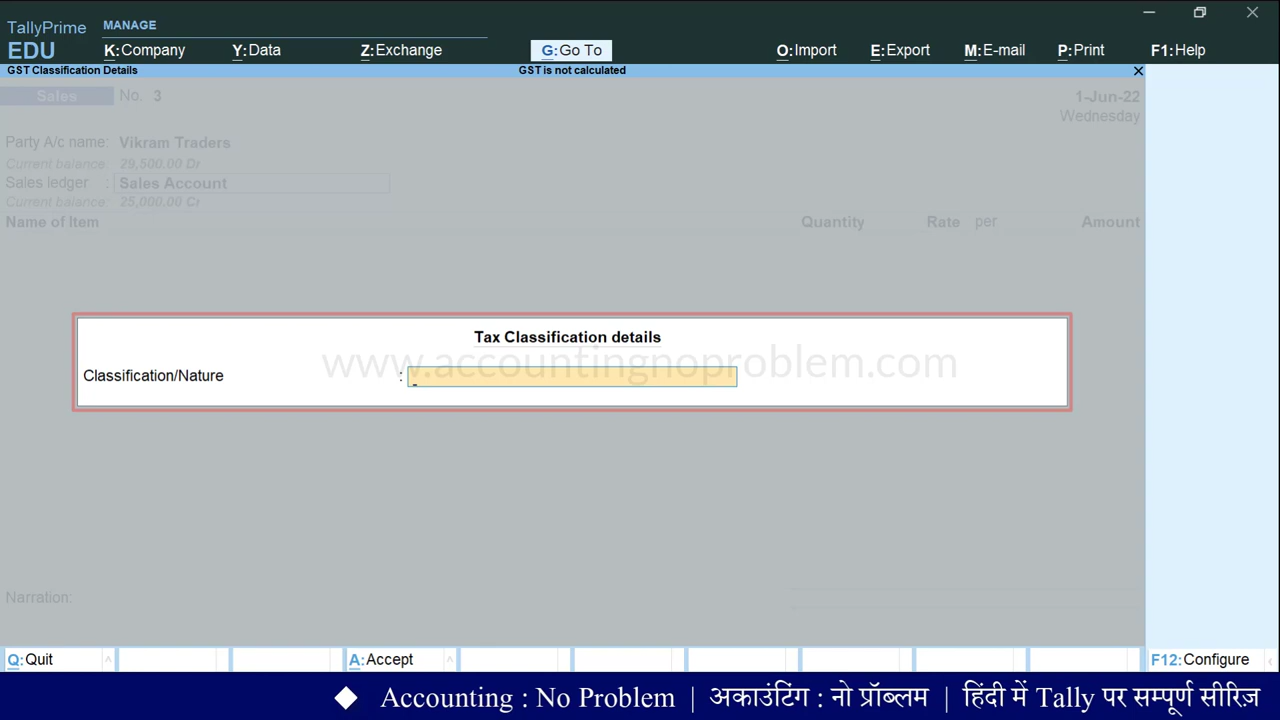 TallyPrime
EDU
MANAGE
K:Company Y:Data Z:Exchange G:Go To O:Import E:Export M:E-mail P:Print F1:Help
GST Classification Details GST is not calculated
Sales No. 3 1-Jun-22
Wednesday
Party A/c name: Vikram Traders
Current balance: 29,500.00 Dr
Sales ledger : Sales Account
Current balance: 25,000.00 Cr
Name of Item Quantity Rate per Amount
Tax Classification details
www.accountingnoproblem.com
Classification/Nature :
Narration:
Q:Quit A:Accept F12:Configure
Accounting : No Problem | अकाउंटिंग : नो प्रॉब्लम | हिंदी में Tally पर सम्पूर्ण सीरिज़